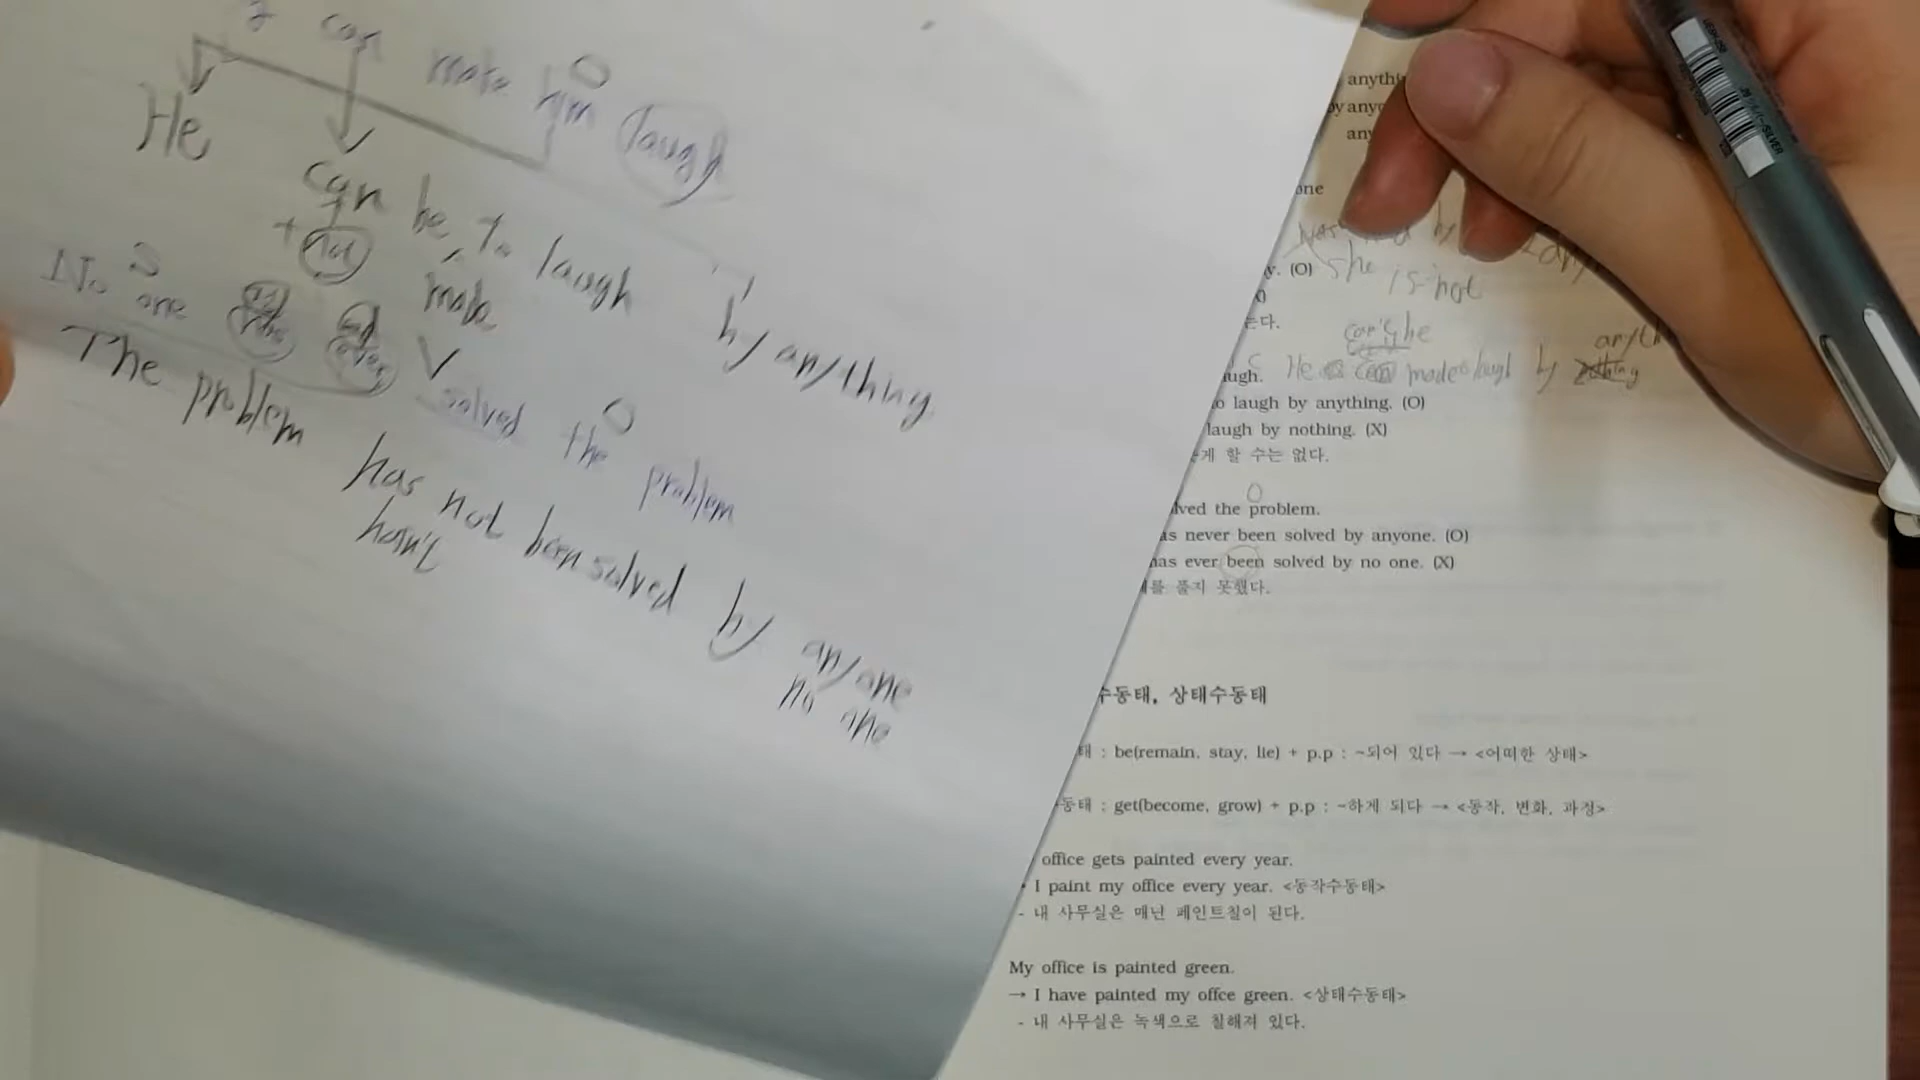 can make him laugh
He
can be to laugh by anything
+ not made
No one
solved the problem
The problem has not been solved by anyone
hasn't
no one
anythi
by anyo
any
one
y. (O)
she is not
는다.
can't be
augh. He can made laugh by
o laugh by anything. (O)
laugh by nothing. (X)
게 할 수는 없다.
lved the problem.
as never been solved by anyone. (O)
has ever been solved by no one. (X)
를 풀지 못했다.
수동태, 상태수동태
태 : be(remain, stay, lie) + p.p : ~되어 있다 → <어떠한 상태>
동태 : get(become, grow) + p.p : ~하게 되다 → <동작, 변화, 과정>
office gets painted every year.
I paint my office every year. <동작수동태>
- 내 사무실은 매년 페인트칠이 된다.
My office is painted green.
→ I have painted my offce green. <상태수동태>
- 내 사무실은 녹색으로 칠해져 있다.